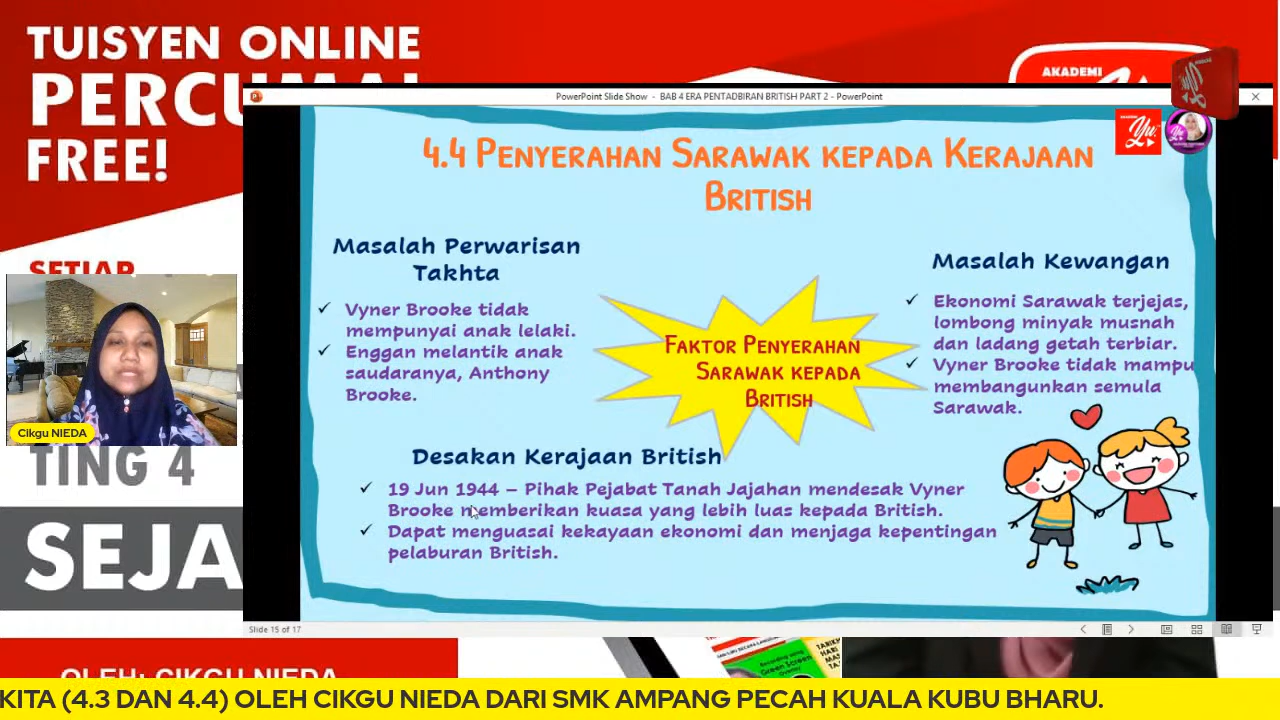 TUISYEN ONLINE
FREE!
AKADEMI
PowerPoint Slide Show - BAB 4 ERA PENTADBIRAN BRITISH PART 2 - PowerPoint
4.4 PENYERAHAN SARAWAK KEPADA KERAJAAN
BRITISH
Masalah Perwarisan
Takhta
✓ Vyner Brooke tidak
mempunyai anak lelaki.
✓ Enggan melantik anak
saudaranya, Anthony
Brooke.
FAKTOR PENYERAHAN
SARAWAK KEPADA
BRITISH
Masalah Kewangan
✓ Ekonomi Sarawak terjejas,
lombong minyak musnah
dan ladang getah terbiar.
✓ Vyner Brooke tidak mampu
membangunkan semula
Sarawak.
Desakan Kerajaan British
✓ 19 Jun 1944 – Pihak Pejabat Tanah Jajahan mendesak Vyner
Brooke memberikan kuasa yang lebih luas kepada British.
✓ Dapat menguasai kekayaan ekonomi dan menjaga kepentingan
pelaburan British.
Slide 15 of 17
SETIAP
Cikgu NIEDA
TING 4
SEJA
OLEH: CIKGU NIEDA
KITA (4.3 DAN 4.4) OLEH CIKGU NIEDA DARI SMK AMPANG PECAH KUALA KUBU BHARU.